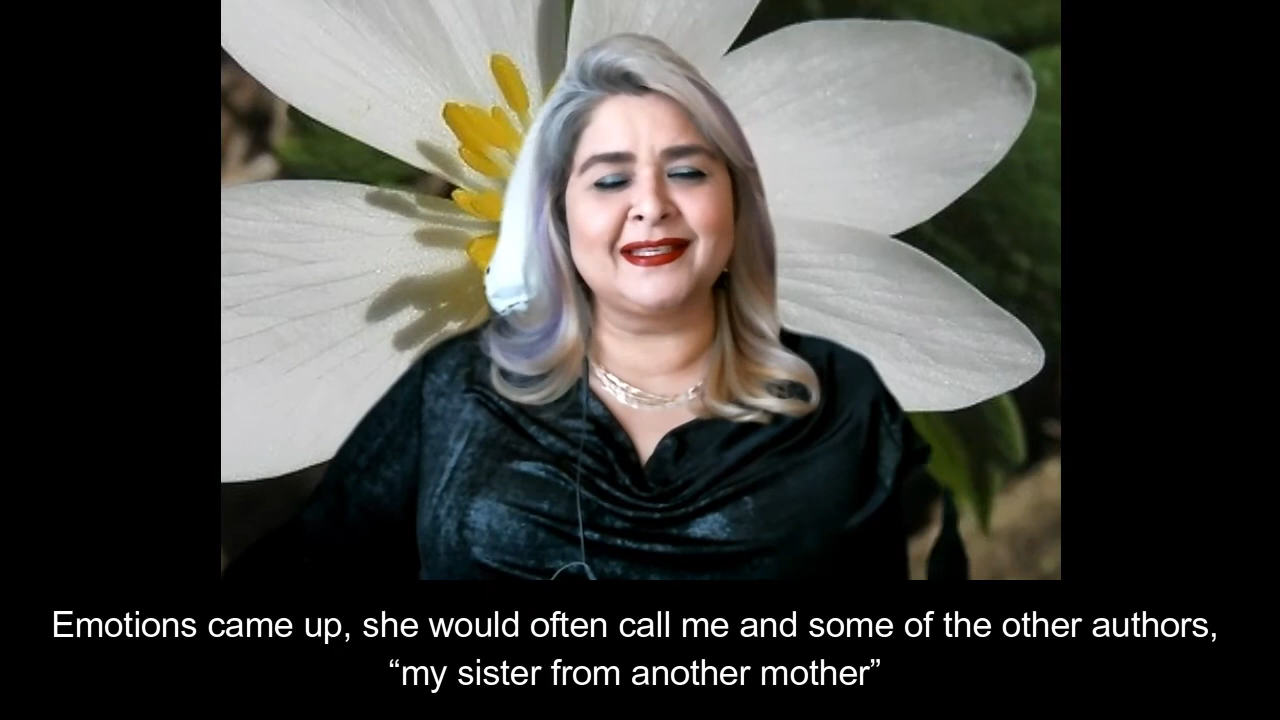 Emotions came up, she would often call me and some of the other authors,
“my sister from another mother”